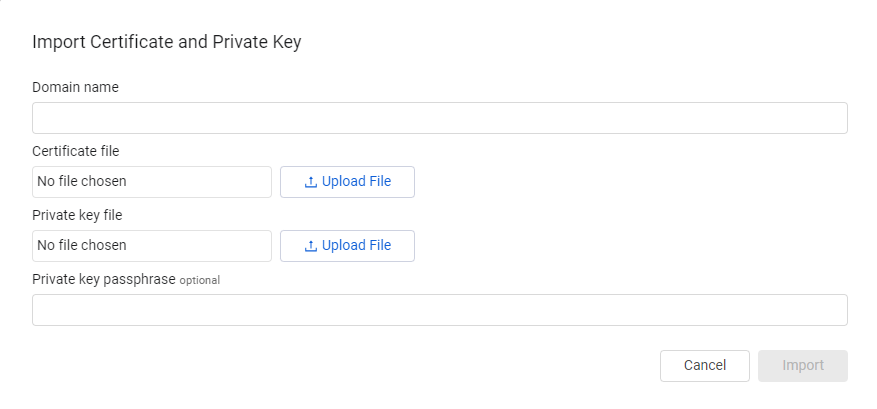 Import Certificate and Private Key
Domain name
Certificate file
No file chosen
Upload File
Private key file
No file chosen
Upload File
Private key passphrase optional
Cancel
Import